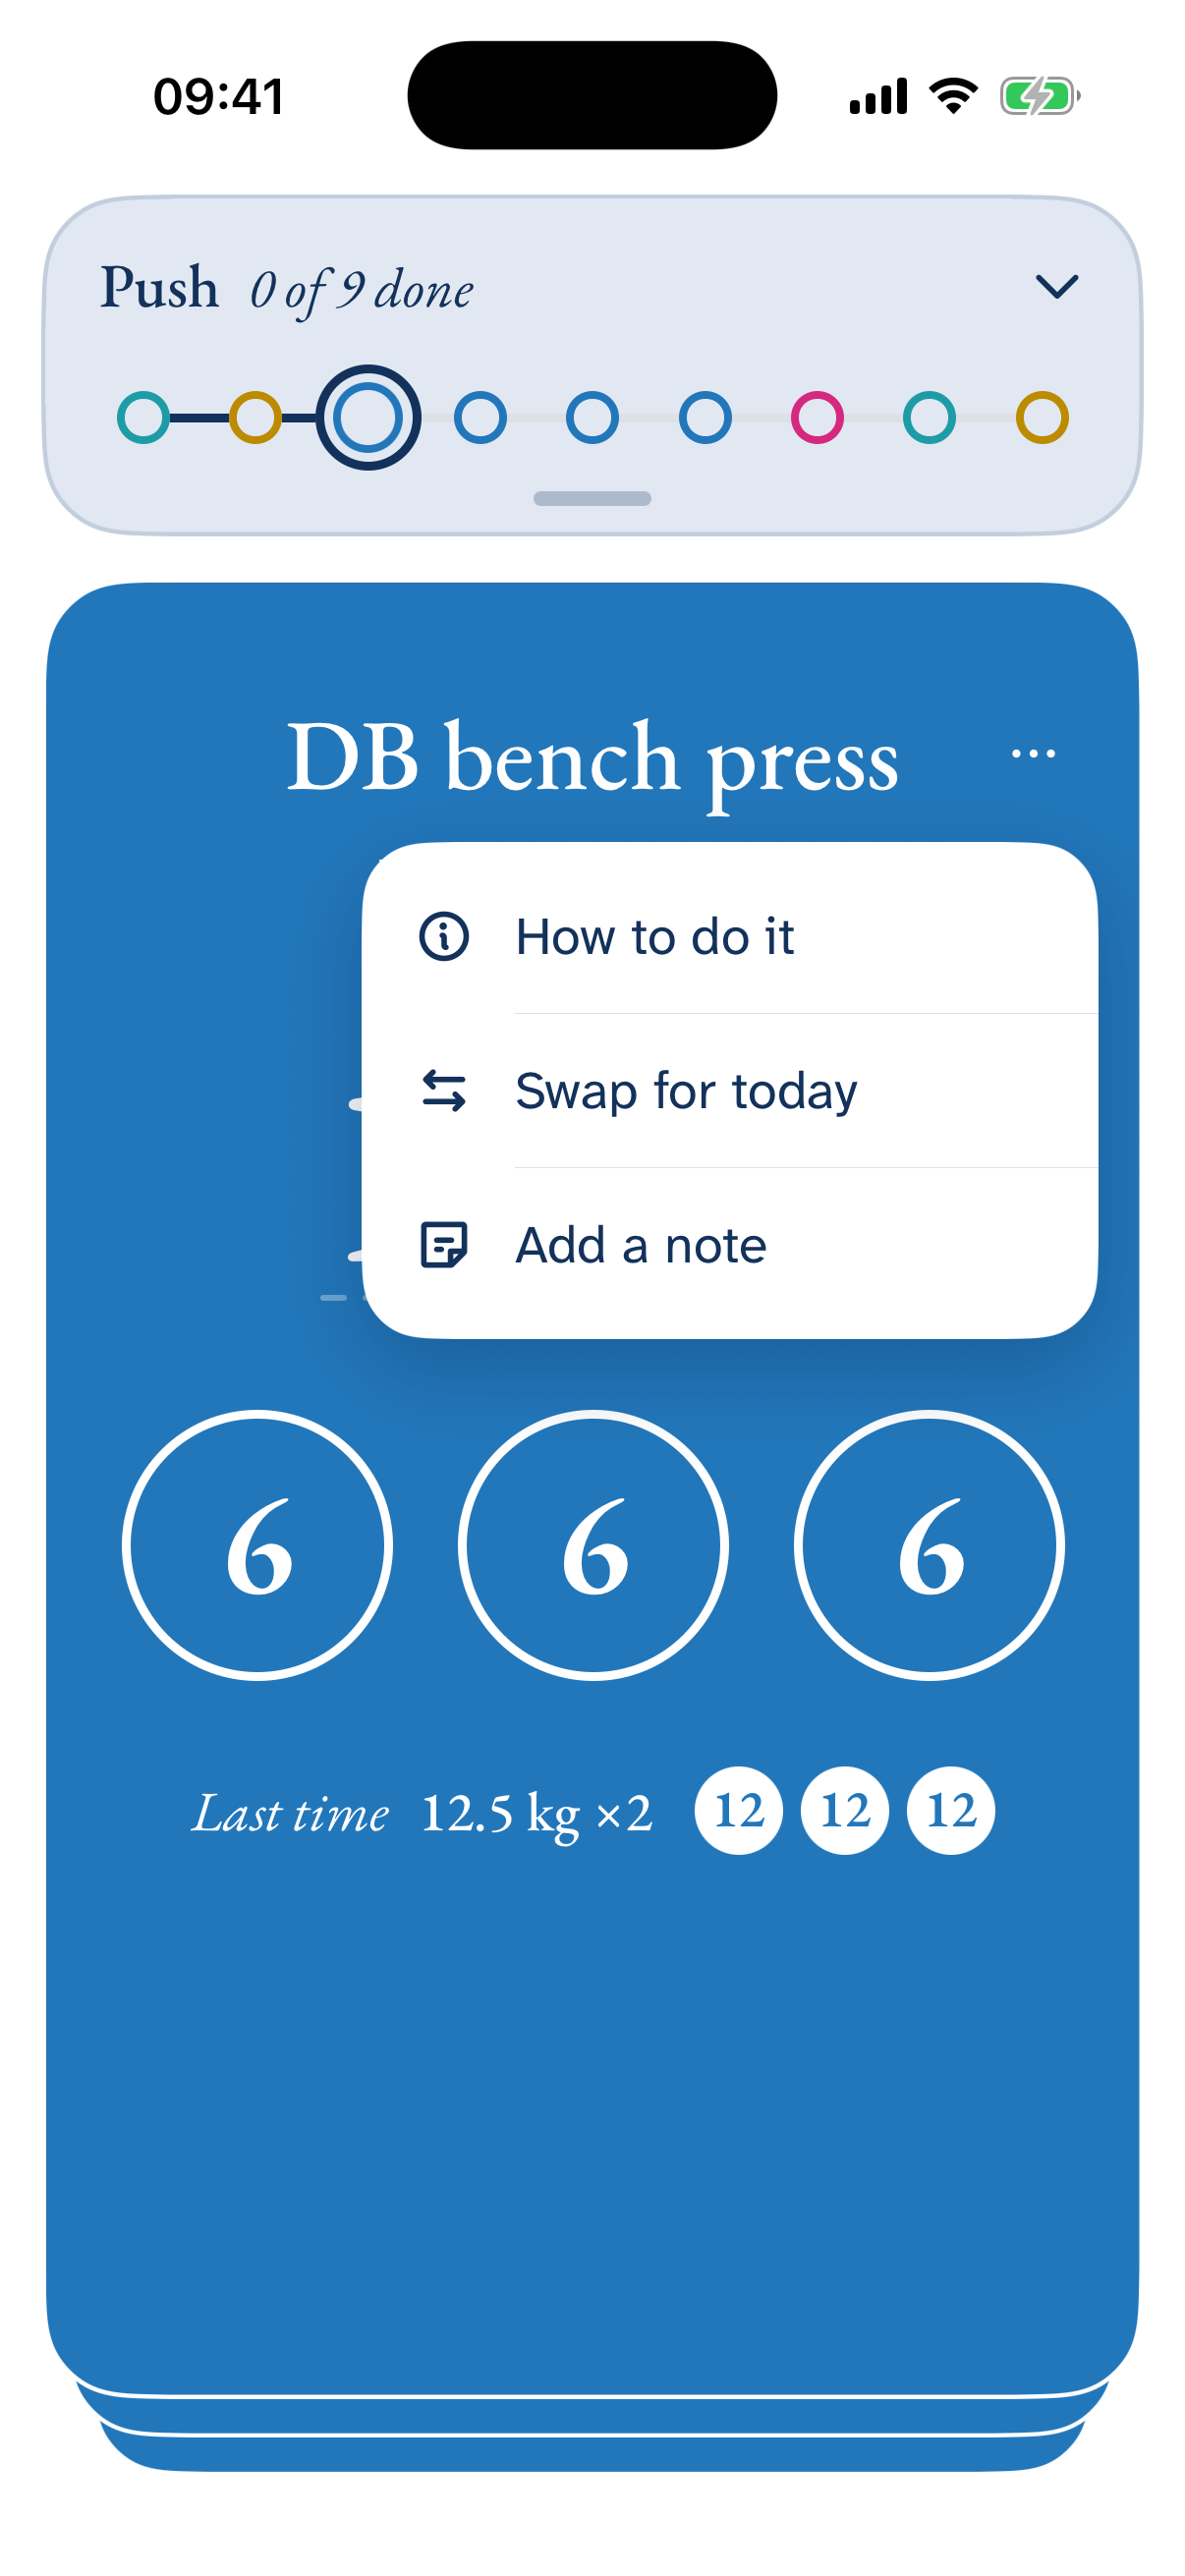 09:41
Push 0 of 9 done
DB bench press
How to do it
Swap for today
Add a note
6 6 6
Last time 12.5 kg ×2 12 12 12